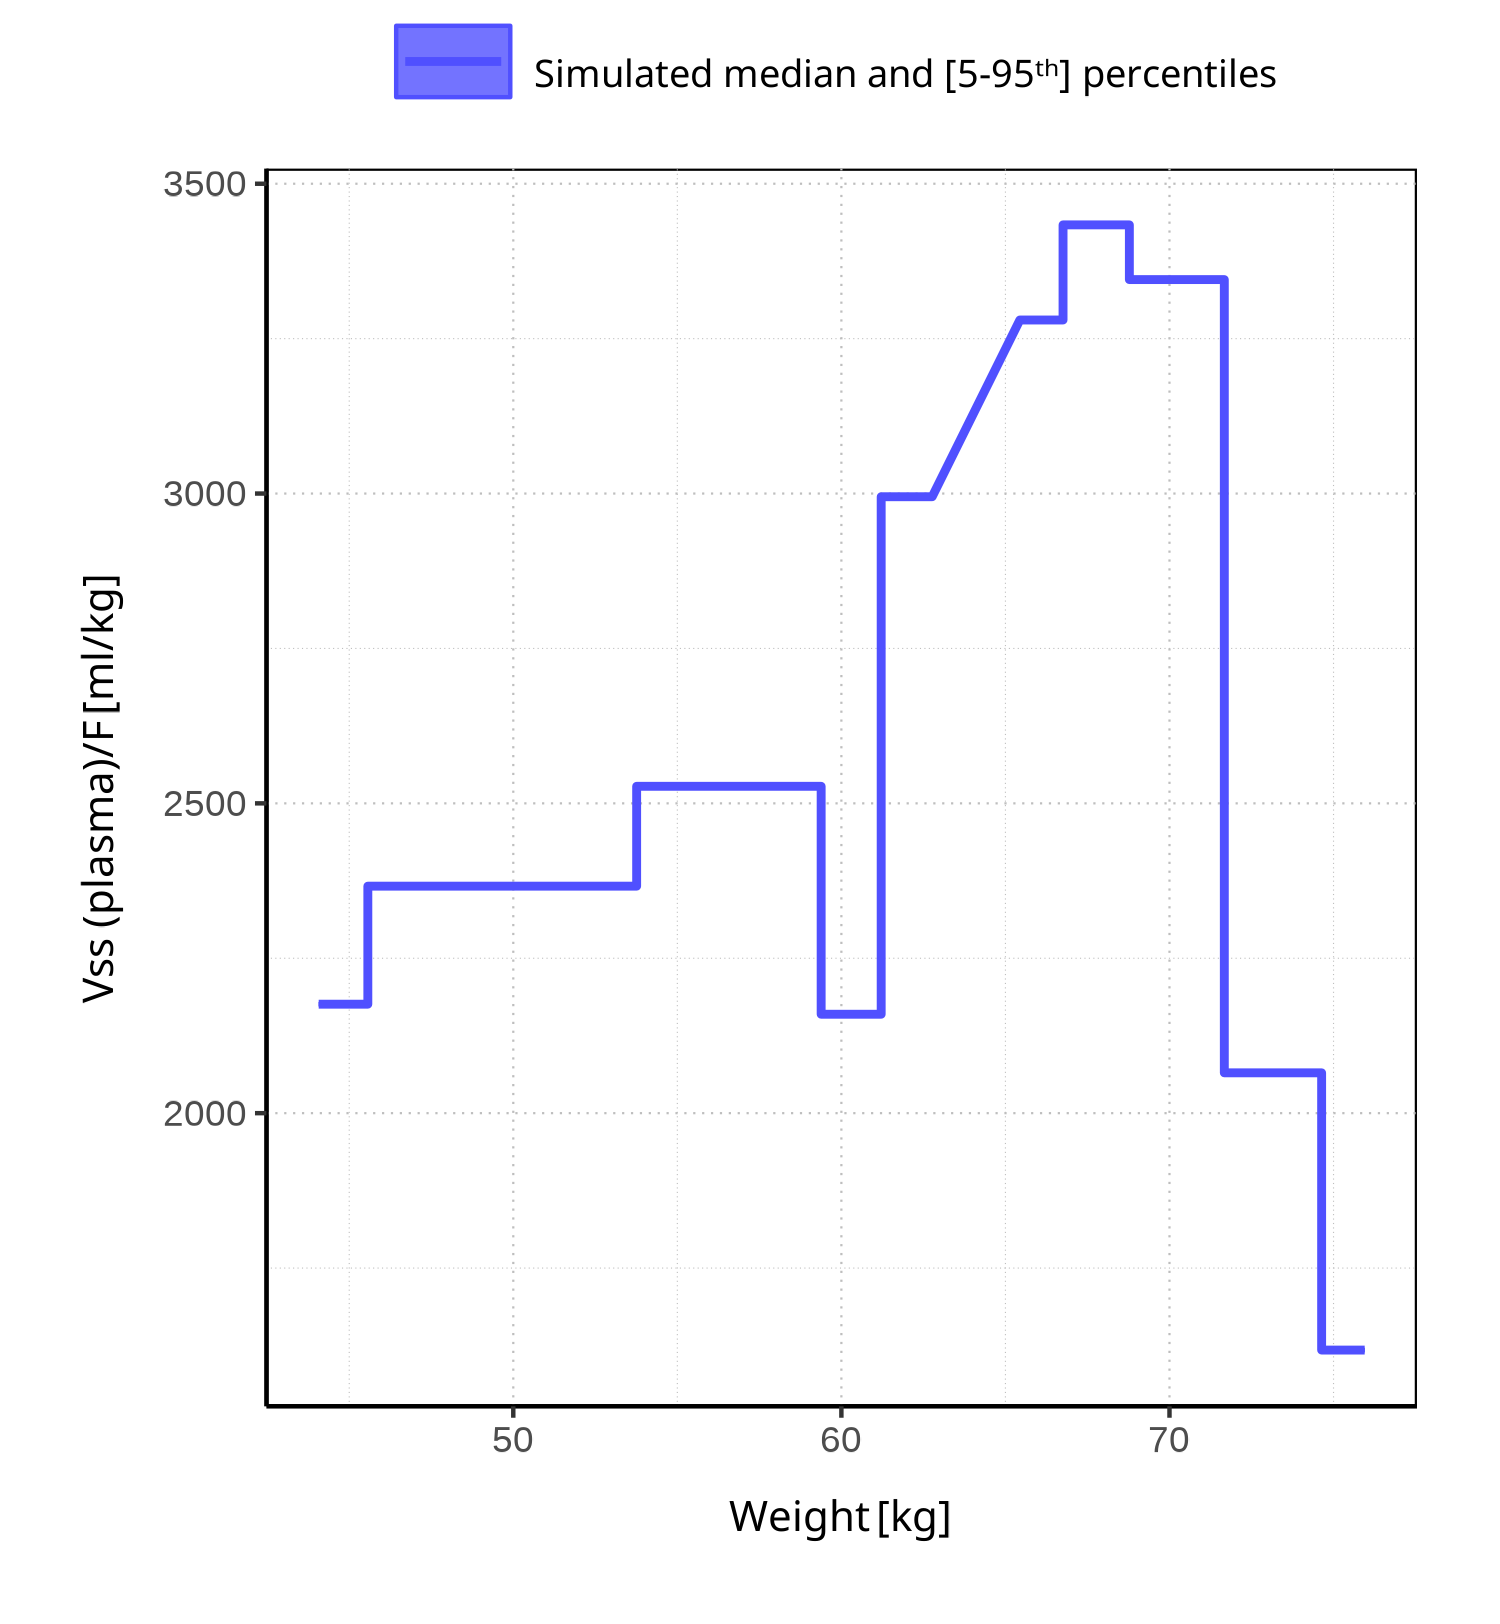 Simulated median and [5-95ᵗʰ] percentiles
3500
3000
2500
2000
Vss (plasma)/F [ml/kg]
50 60 70
Weight [kg]